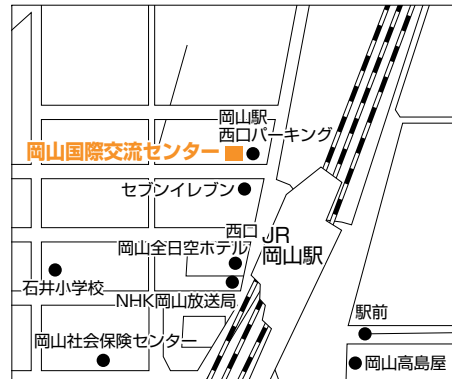 岡山駅
西口パーキング
岡山国際交流センター
セブンイレブン
西口
JR
岡山駅
岡山全日空ホテル
石井小学校
NHK岡山放送局
駅前
岡山社会保険センター
岡山高島屋